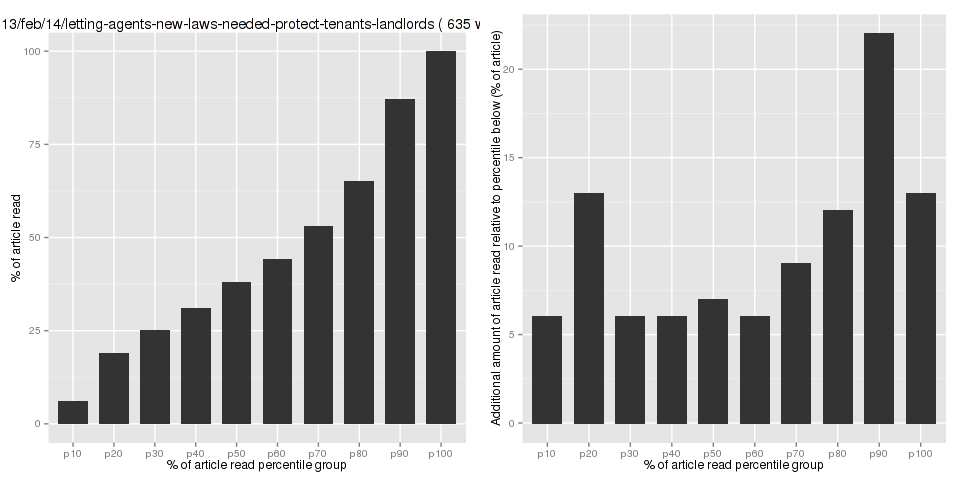 13/feb/14/letting-agents-new-laws-needed-protect-tenants-landlords ( 635 w
% of article read
100
75
50
25
0
p10 p20 p30 p40 p50 p60 p70 p80 p90 p100
% of article read percentile group
Additional amount of article read relative to percentile below (% of article)
20
15
10
5
0
p10 p20 p30 p40 p50 p60 p70 p80 p90 p100
% of article read percentile group